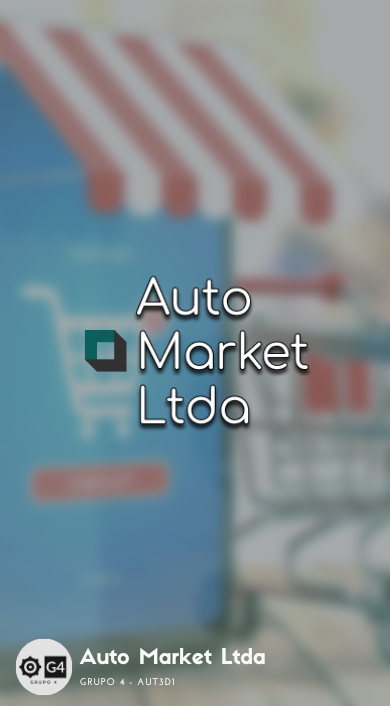 Auto
Market
Ltda
G4
GRUPO 4
Auto Market Ltda
GRUPO 4 - AUT3D1